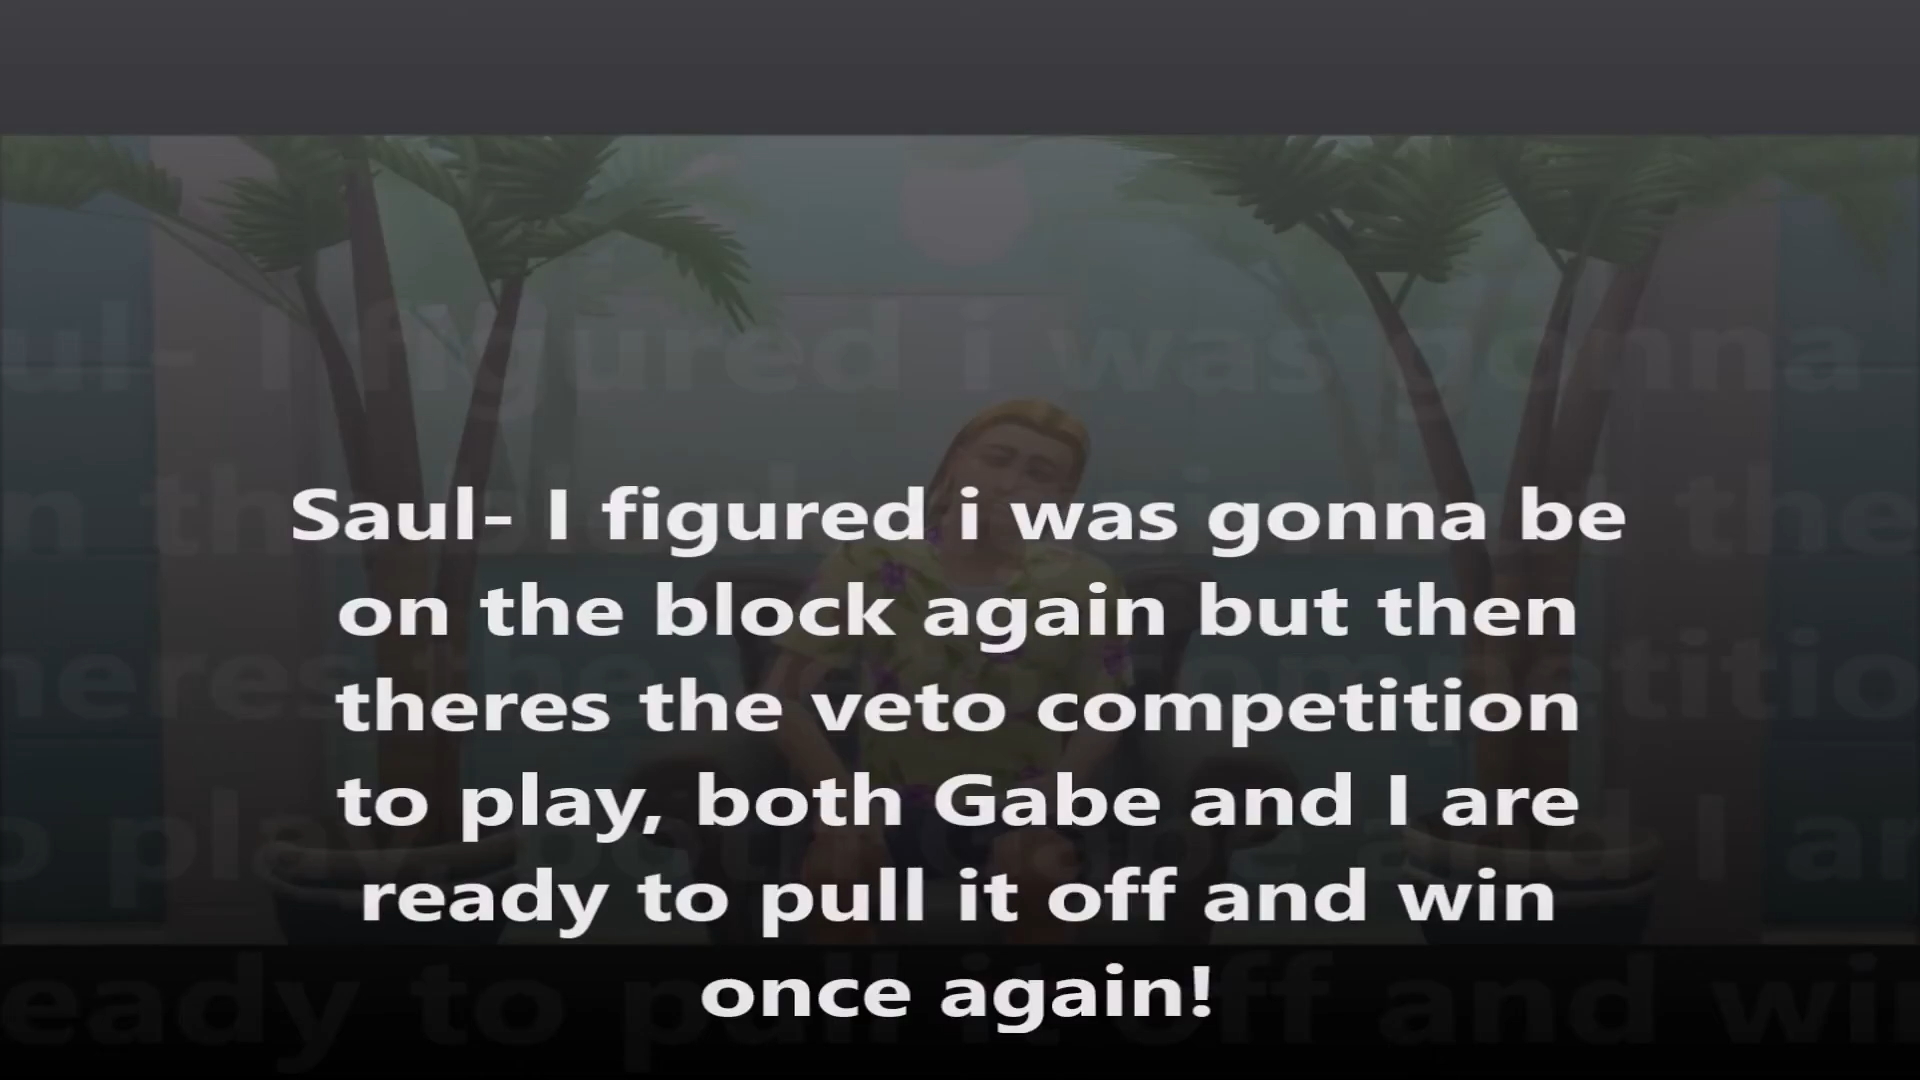 Saul- I figured i was gonna be
on the block again but then
theres the veto competition
to play, both Gabe and I are
ready to pull it off and win
once again!